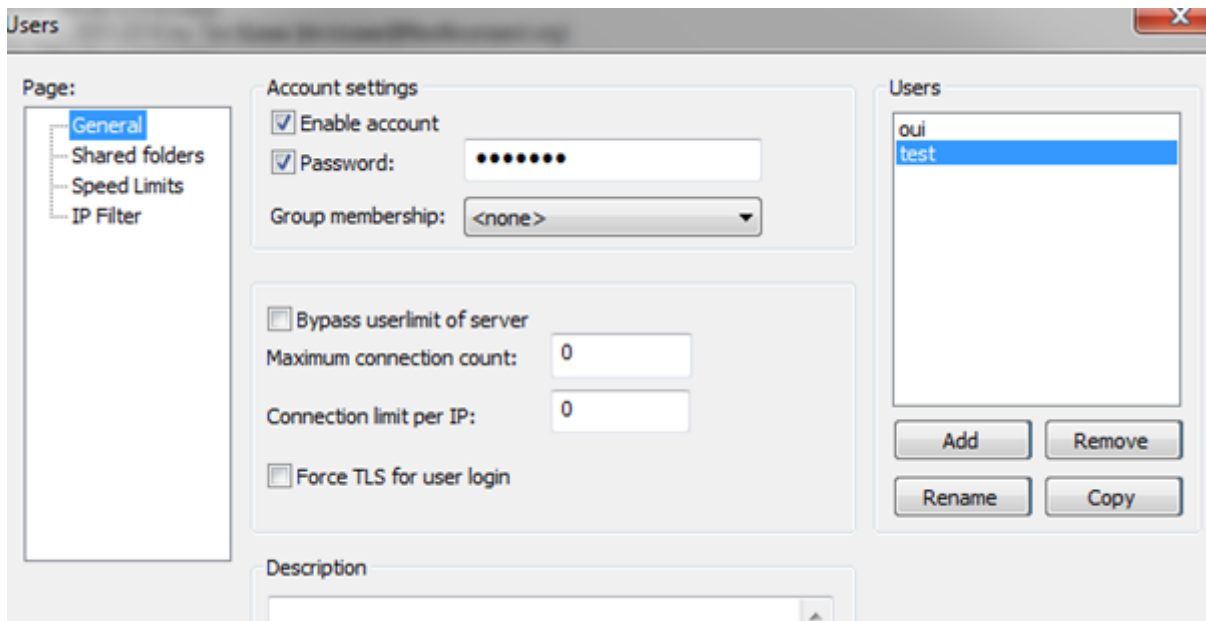 Users
Page:
General
Shared folders
Speed Limits
IP Filter
Account settings
Enable account
Password: •••••••
Group membership: <none>
Bypass userlimit of server
Maximum connection count: 0
Connection limit per IP: 0
Force TLS for user login
Description
Users
oui
test
Add Remove
Rename Copy